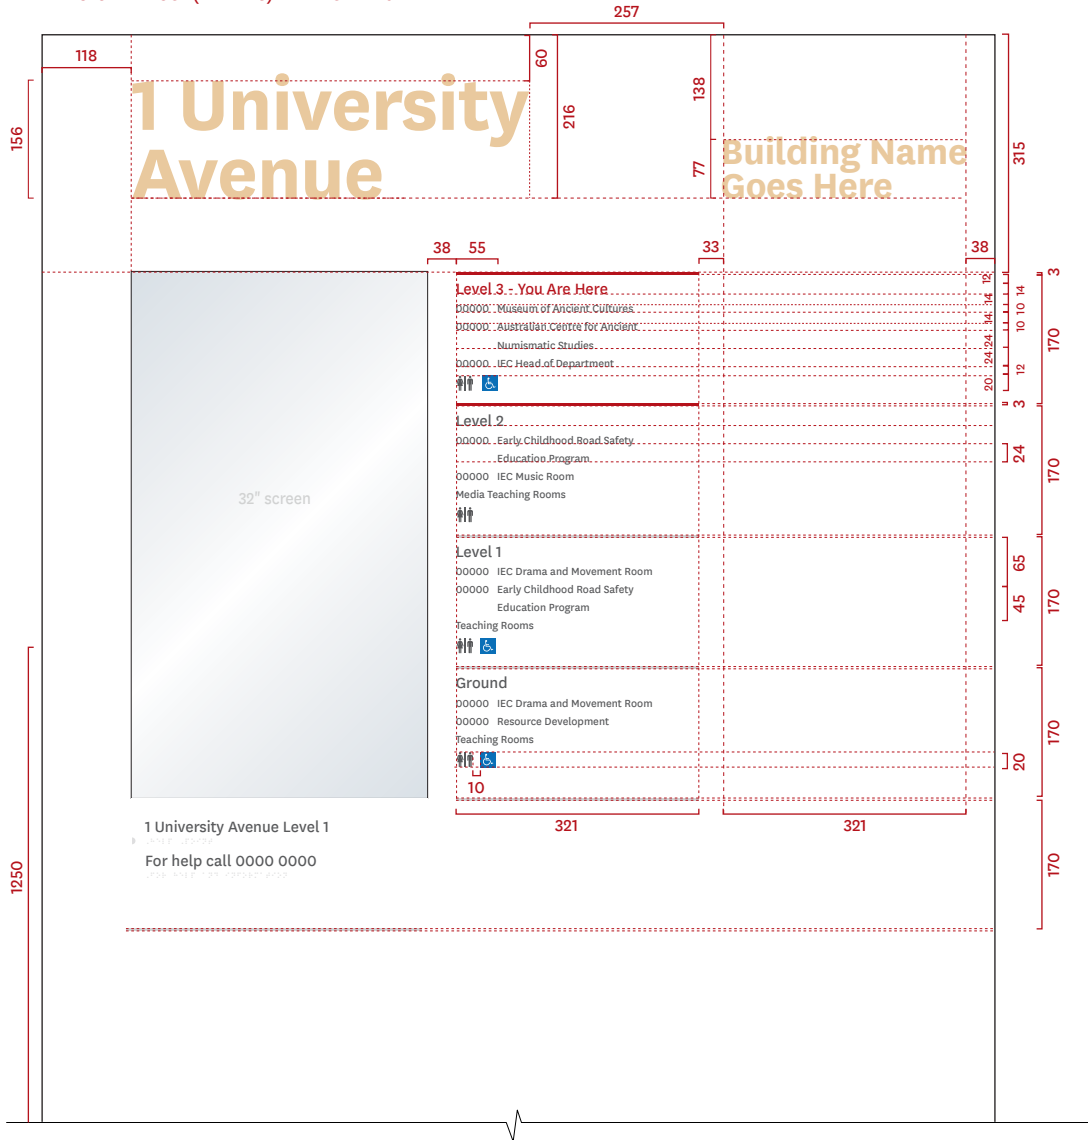 257
118
60
1 University
Avenue
156
216
138
77
Building Name
Goes Here
315
38
55
33
38
3
12
14
14
10
14
10
24
24
12
20
170
Level 3 - You Are Here
00000 Museum of Ancient Cultures
00000 Australian Centre for Ancient
Numismatic Studies
00000 IEC Head of Department
3
Level 2
00000 Early Childhood Road Safety
Education Program
00000 IEC Music Room
Media Teaching Rooms
24
170
32" screen
Level 1
00000 IEC Drama and Movement Room
00000 Early Childhood Road Safety
Education Program
Teaching Rooms
65
45
170
Ground
00000 IEC Drama and Movement Room
00000 Resource Development
Teaching Rooms
20
170
10
321
321
1 University Avenue Level 1
For help call 0000 0000
170
1250